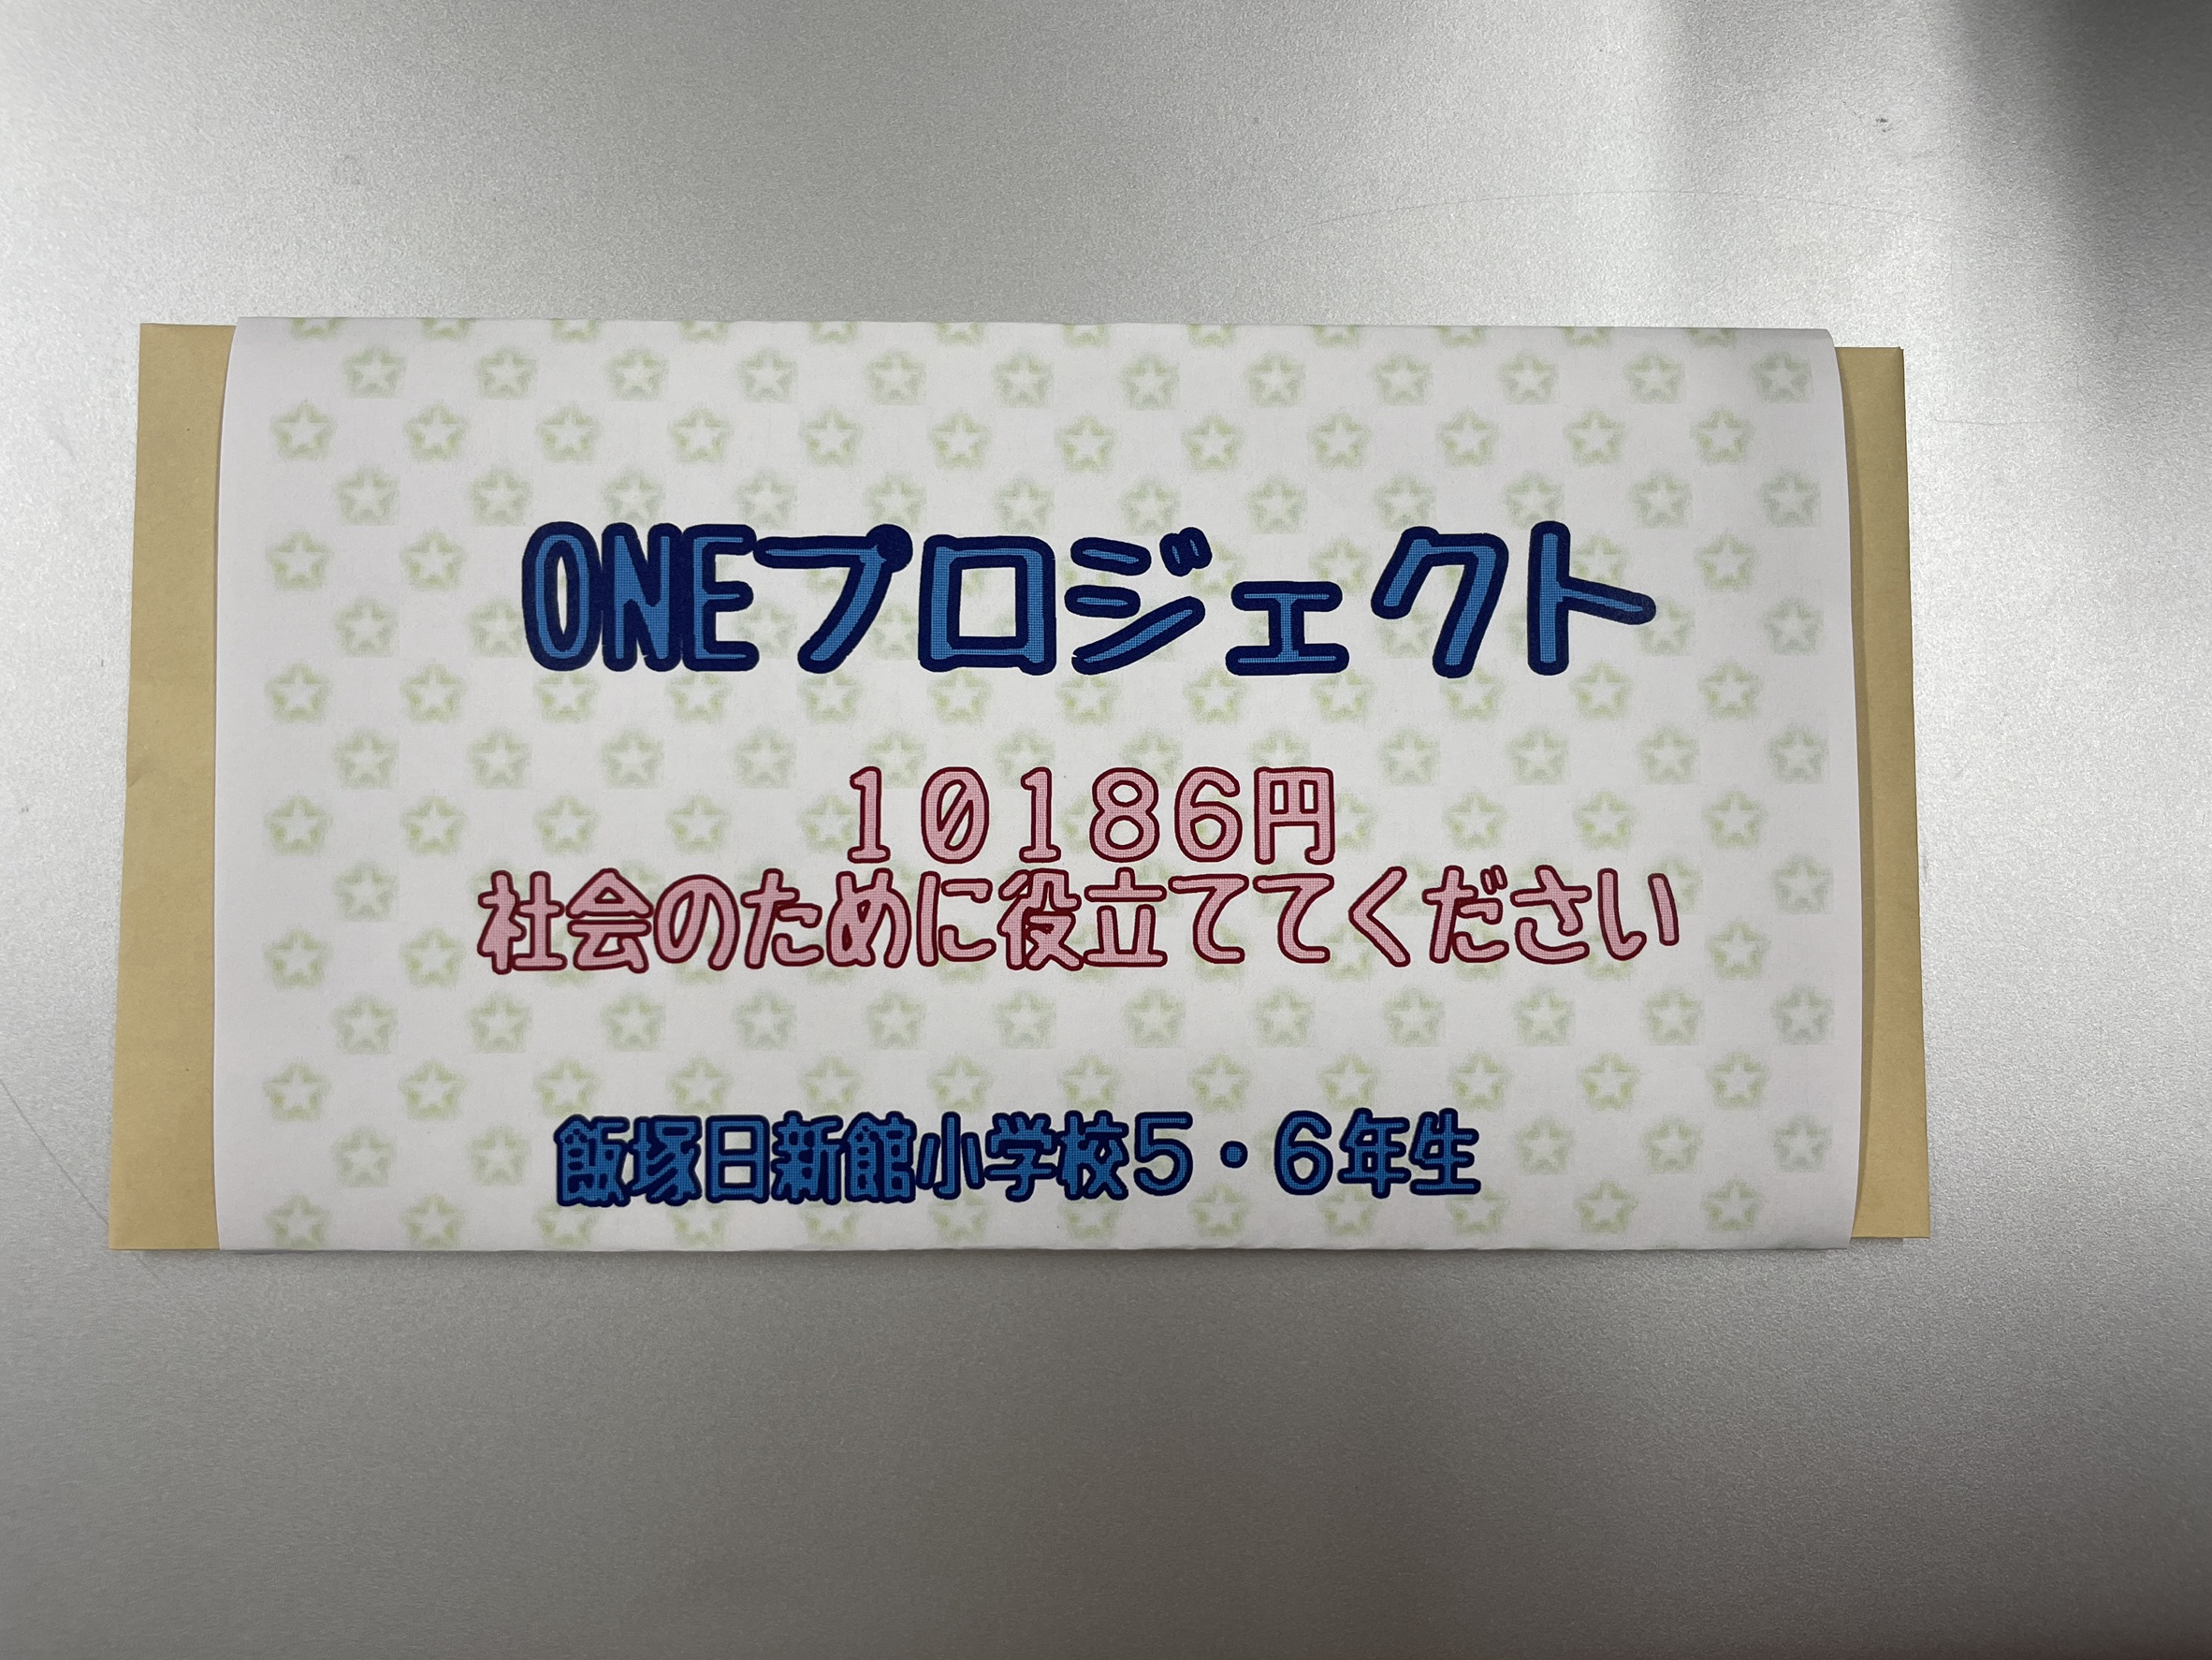 ONEプロジェクト
１０１８６円
社会のために役立ててください
飯塚日新館小学校５・６年生